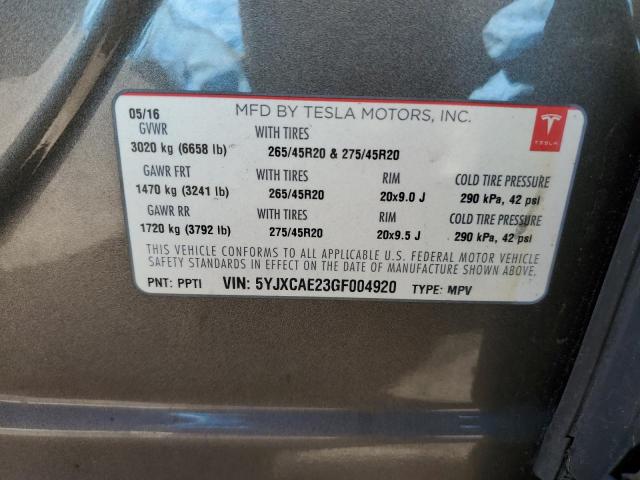 05/16 MFD BY TESLA MOTORS, INC.
GVWR WITH TIRES
3020 kg (6658 lb) 265/45R20 & 275/45R20
GAWR FRT WITH TIRES RIM COLD TIRE PRESSURE
1470 kg (3241 lb) 265/45R20 20x9.0 J 290 kPa, 42 psi
GAWR RR WITH TIRES RIM COLD TIRE PRESSURE
1720 kg (3792 lb) 275/45R20 20x9.5 J 290 kPa, 42 psi
THIS VEHICLE CONFORMS TO ALL APPLICABLE U.S. FEDERAL MOTOR VEHICLE
SAFETY STANDARDS IN EFFECT ON THE DATE OF MANUFACTURE SHOWN ABOVE.
PNT: PPTI VIN: 5YJXCAE23GF004920 TYPE: MPV
TESLA